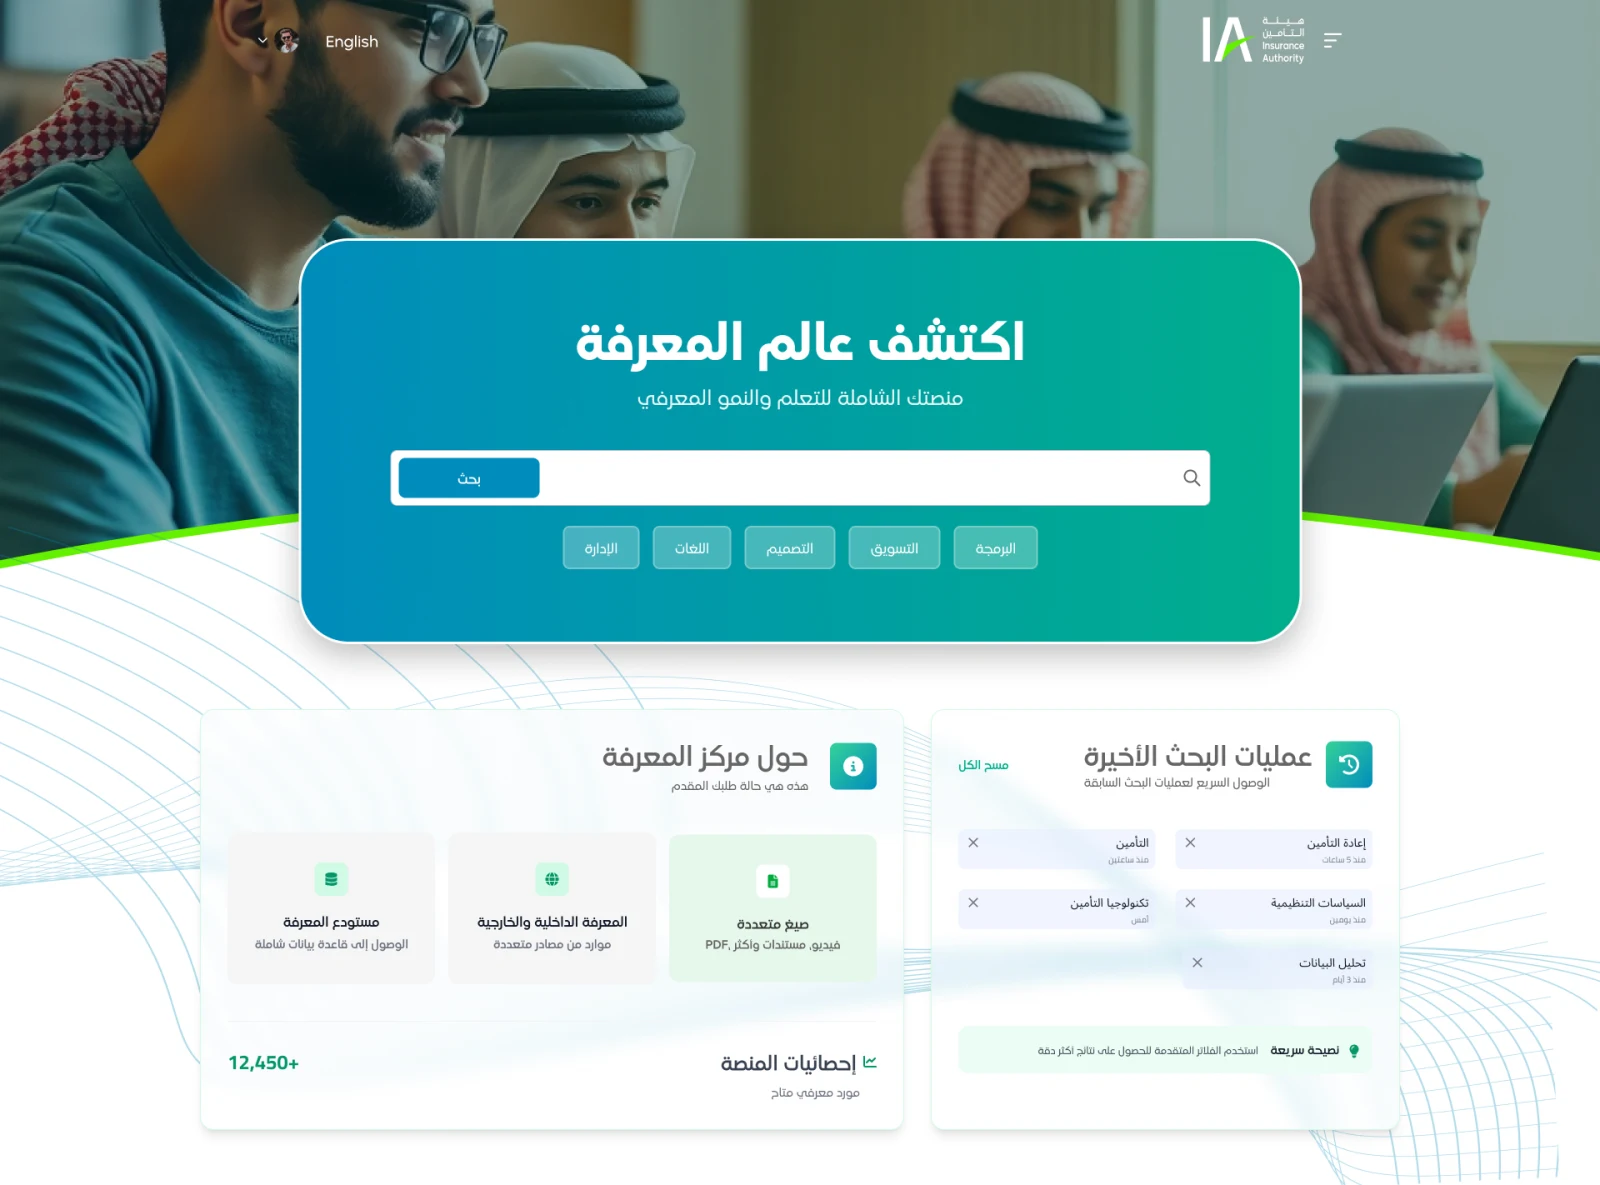 هيئة
التأمين
Insurance
Authority
English
اكتشف عالم المعرفة
منصتك الشاملة للتعلم والنمو المعرفي
بحث
البرمجة
التسويق
التصميم
اللغات
الإدارة
عمليات البحث الأخيرة
الوصول السريع لعمليات البحث السابقة
مسح الكل
إعادة التأمين
منذ 5 ساعات
التأمين
منذ ساعتين
السياسات التنظيمية
منذ يومين
تكنولوجيا التأمين
أمس
تحليل البيانات
منذ 3 أيام
نصيحة سريعة استخدم الفلاتر المتقدمة للحصول على نتائج أكثر دقة
حول مركز المعرفة
هذه هي حالة طلبك المقدم
صيغ متعددة
فيديو, مستندات وأكثر ,PDF
المعرفة الداخلية والخارجية
موارد من مصادر متعددة
مستودع المعرفة
الوصول إلى قاعدة بيانات شاملة
إحصائيات المنصة
12,450+
مورد معرفي متاح